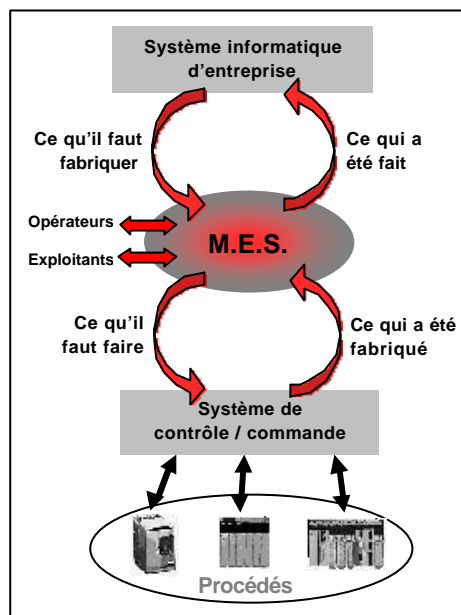 Système informatique
d'entreprise
Ce qu'il faut
fabriquer
Ce qui a
été fait
Opérateurs
M.E.S.
Exploitants
Ce qu'il
faut faire
Ce qui a été
fabriqué
Système de
contrôle / commande
Procédés